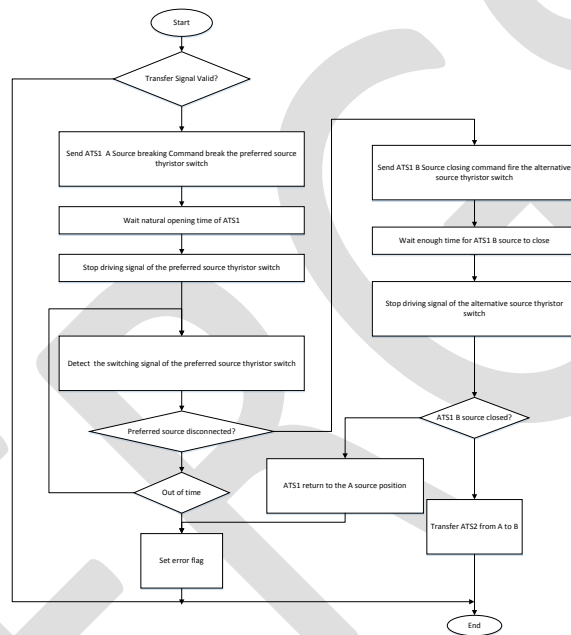 Start
Transfer Signal Valid?
Send ATS1 A Source breaking Command break the preferred source
thyristor switch
Wait natural opening time of ATS1
Stop driving signal of the preferred source thyristor switch
Detect the switching signal of the preferred source thyristor switch
Preferred source disconnected?
Out of time
Set error flag
Send ATS1 B Source closing command fire the alternative
source thyristor switch
Wait enough time for ATS1 B source to close
Stop driving signal of the alternative source thyristor
switch
ATS1 B source closed?
ATS1 return to the A source position
Transfer ATS2 from A to B
End